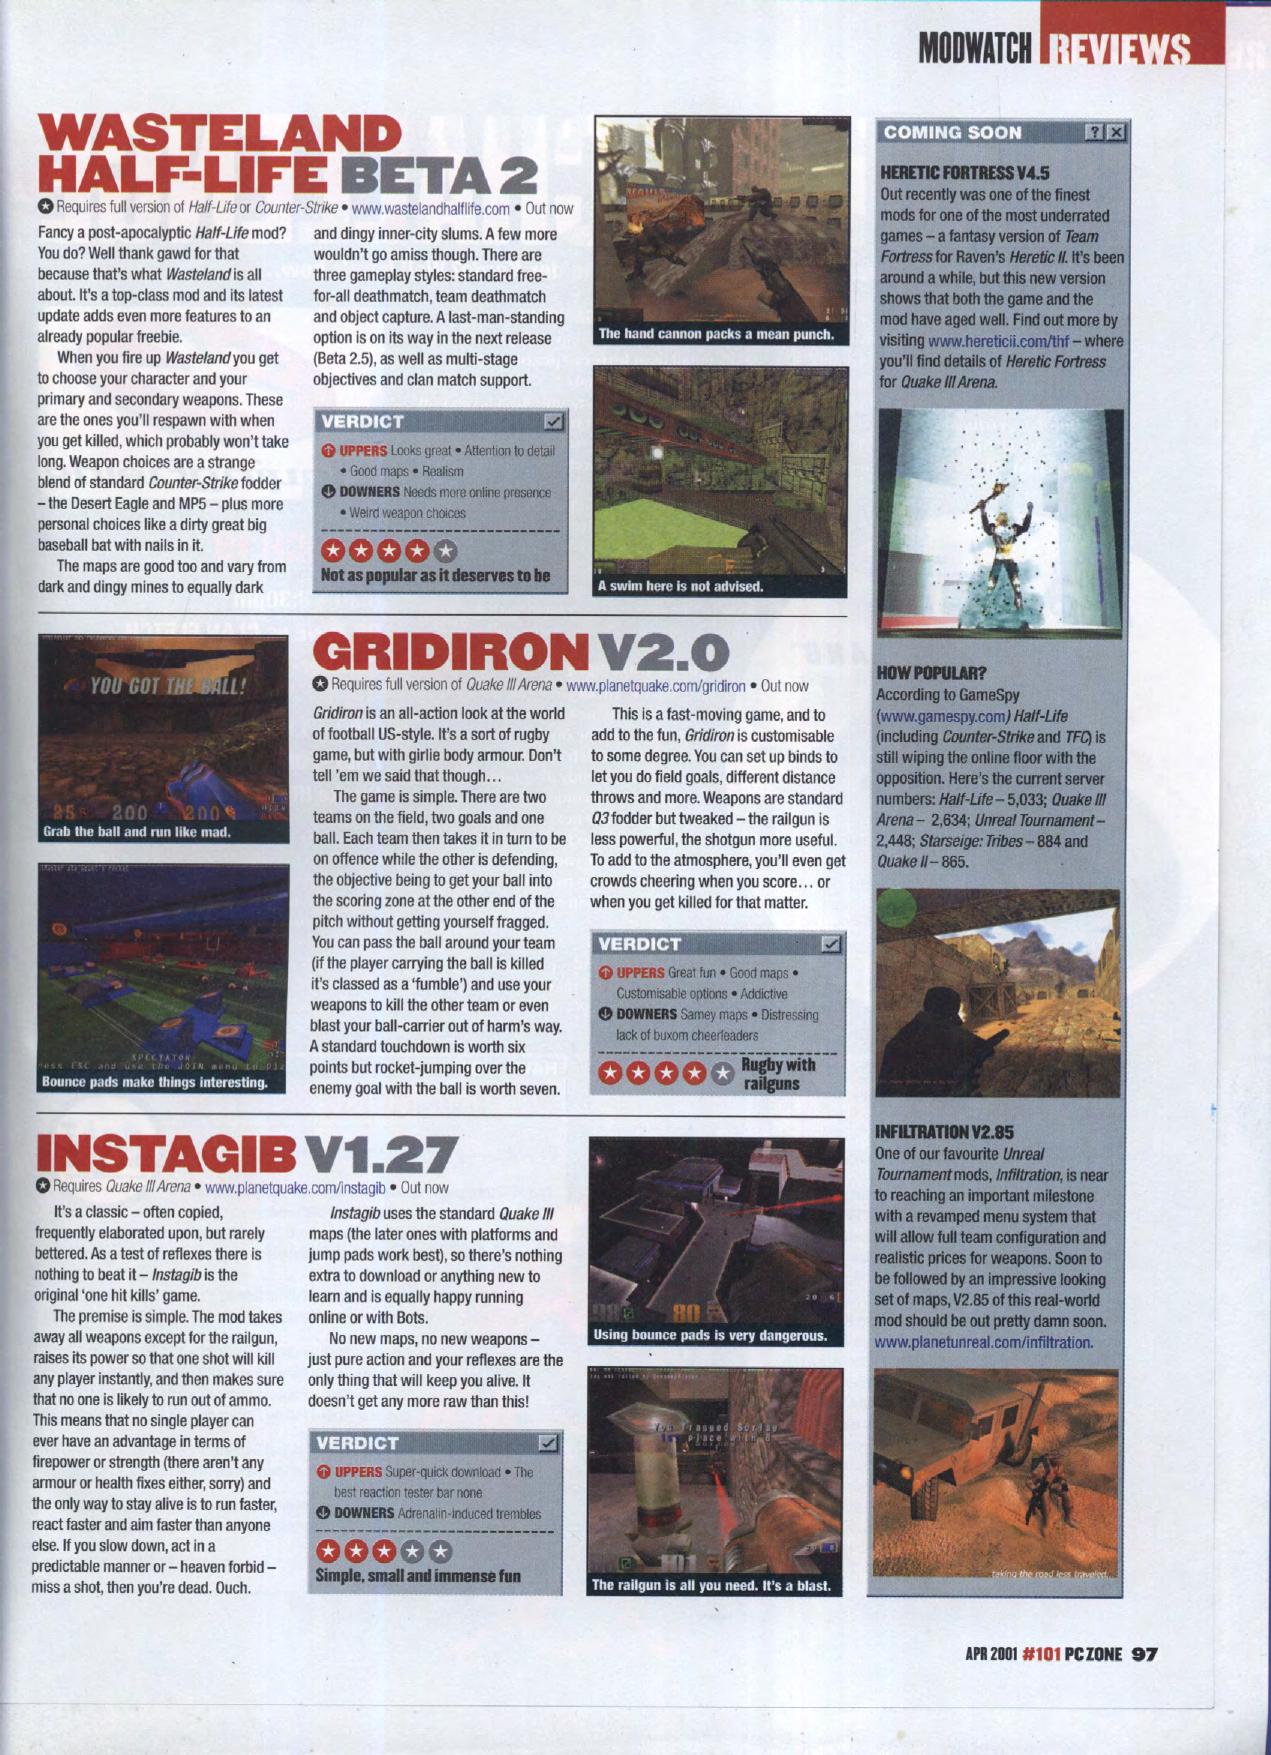 MODWATCH REVIEWS
WASTELAND
HALF-LIFE BETA 2
Requires full version of Half-Life or Counter-Strike • www.wastelandhalflife.com • Out now
Fancy a post-apocalyptic Half-Life mod?
You do? Well thank gawd for that
because that's what Wasteland is all
about. It's a top-class mod and its latest
update adds even more features to an
already popular freebie.
When you fire up Wasteland you get
to choose your character and your
primary and secondary weapons. These
are the ones you'll respawn with when
you get killed, which probably won't take
long. Weapon choices are a strange
blend of standard Counter-Strike fodder
– the Desert Eagle and MP5 – plus more
personal choices like a dirty great big
baseball bat with nails in it.
The maps are good too and vary from
dark and dingy mines to equally dark
and dingy inner-city slums. A few more
wouldn't go amiss though. There are
three gameplay styles: standard free-
for-all deathmatch, team deathmatch
and object capture. A last-man-standing
option is on its way in the next release
(Beta 2.5), as well as multi-stage
objectives and clan match support.
VERDICT
UPPERS Looks great • Attention to detail
• Good maps • Realism
DOWNERS Needs more online presence
• Weird weapon choices
Not as popular as it deserves to be
The hand cannon packs a mean punch.
A swim here is not advised.
YOU GOT THE BALL!
200 200
Grab the ball and run like mad.
SPECTATOR
Bounce pads make things interesting.
GRIDIRON V2.0
Requires full version of Quake III Arena • www.planetquake.com/gridiron • Out now
Gridiron is an all-action look at the world
of football US-style. It's a sort of rugby
game, but with girlie body armour. Don't
tell 'em we said that though...
The game is simple. There are two
teams on the field, two goals and one
ball. Each team then takes it in turn to be
on offence while the other is defending,
the objective being to get your ball into
the scoring zone at the other end of the
pitch without getting yourself fragged.
You can pass the ball around your team
(if the player carrying the ball is killed
it's classed as a 'fumble') and use your
weapons to kill the other team or even
blast your ball-carrier out of harm's way.
A standard touchdown is worth six
points but rocket-jumping over the
enemy goal with the ball is worth seven.
This is a fast-moving game, and to
add to the fun, Gridiron is customisable
to some degree. You can set up binds to
let you do field goals, different distance
throws and more. Weapons are standard
Q3 fodder but tweaked – the railgun is
less powerful, the shotgun more useful.
To add to the atmosphere, you'll even get
crowds cheering when you score... or
when you get killed for that matter.
VERDICT
UPPERS Great fun • Good maps •
Customisable options • Addictive
DOWNERS Samey maps • Distressing
lack of buxom cheerleaders
Rugby with
railguns
INSTAGIB V1.27
Requires Quake III Arena • www.planetquake.com/instagib • Out now
It's a classic – often copied,
frequently elaborated upon, but rarely
bettered. As a test of reflexes there is
nothing to beat it – Instagib is the
original 'one hit kills' game.
The premise is simple. The mod takes
away all weapons except for the railgun,
raises its power so that one shot will kill
any player instantly, and then makes sure
that no one is likely to run out of ammo.
This means that no single player can
ever have an advantage in terms of
firepower or strength (there aren't any
armour or health fixes either, sorry) and
the only way to stay alive is to run faster,
react faster and aim faster than anyone
else. If you slow down, act in a
predictable manner or – heaven forbid –
miss a shot, then you're dead. Ouch.
Instagib uses the standard Quake III
maps (the later ones with platforms and
jump pads work best), so there's nothing
extra to download or anything new to
learn and is equally happy running
online or with Bots.
No new maps, no new weapons –
just pure action and your reflexes are the
only thing that will keep you alive. It
doesn't get any more raw than this!
VERDICT
UPPERS Super-quick download • The
best reaction tester bar none
DOWNERS Adrenalin-induced trembles
Simple, small and immense fun
80
Using bounce pads is very dangerous.
The railgun is all you need. It's a blast.
COMING SOON ? X
HERETIC FORTRESS V4.5
Out recently was one of the finest
mods for one of the most underrated
games – a fantasy version of Team
Fortress for Raven's Heretic II. It's been
around a while, but this new version
shows that both the game and the
mod have aged well. Find out more by
visiting www.hereticii.com/thf – where
you'll find details of Heretic Fortress
for Quake III Arena.
HOW POPULAR?
According to GameSpy
(www.gamespy.com) Half-Life
(including Counter-Strike and TFC) is
still wiping the online floor with the
opposition. Here's the current server
numbers: Half-Life – 5,033; Quake III
Arena – 2,634; Unreal Tournament –
2,448; Starseige: Tribes – 884 and
Quake II – 865.
INFILTRATION V2.85
One of our favourite Unreal
Tournament mods, Infiltration, is near
to reaching an important milestone
with a revamped menu system that
will allow full team configuration and
realistic prices for weapons. Soon to
be followed by an impressive looking
set of maps, V2.85 of this real-world
mod should be out pretty damn soon.
www.planetunreal.com/infiltration.
taking the road less traveled...
APR 2001 #101 PC ZONE 97